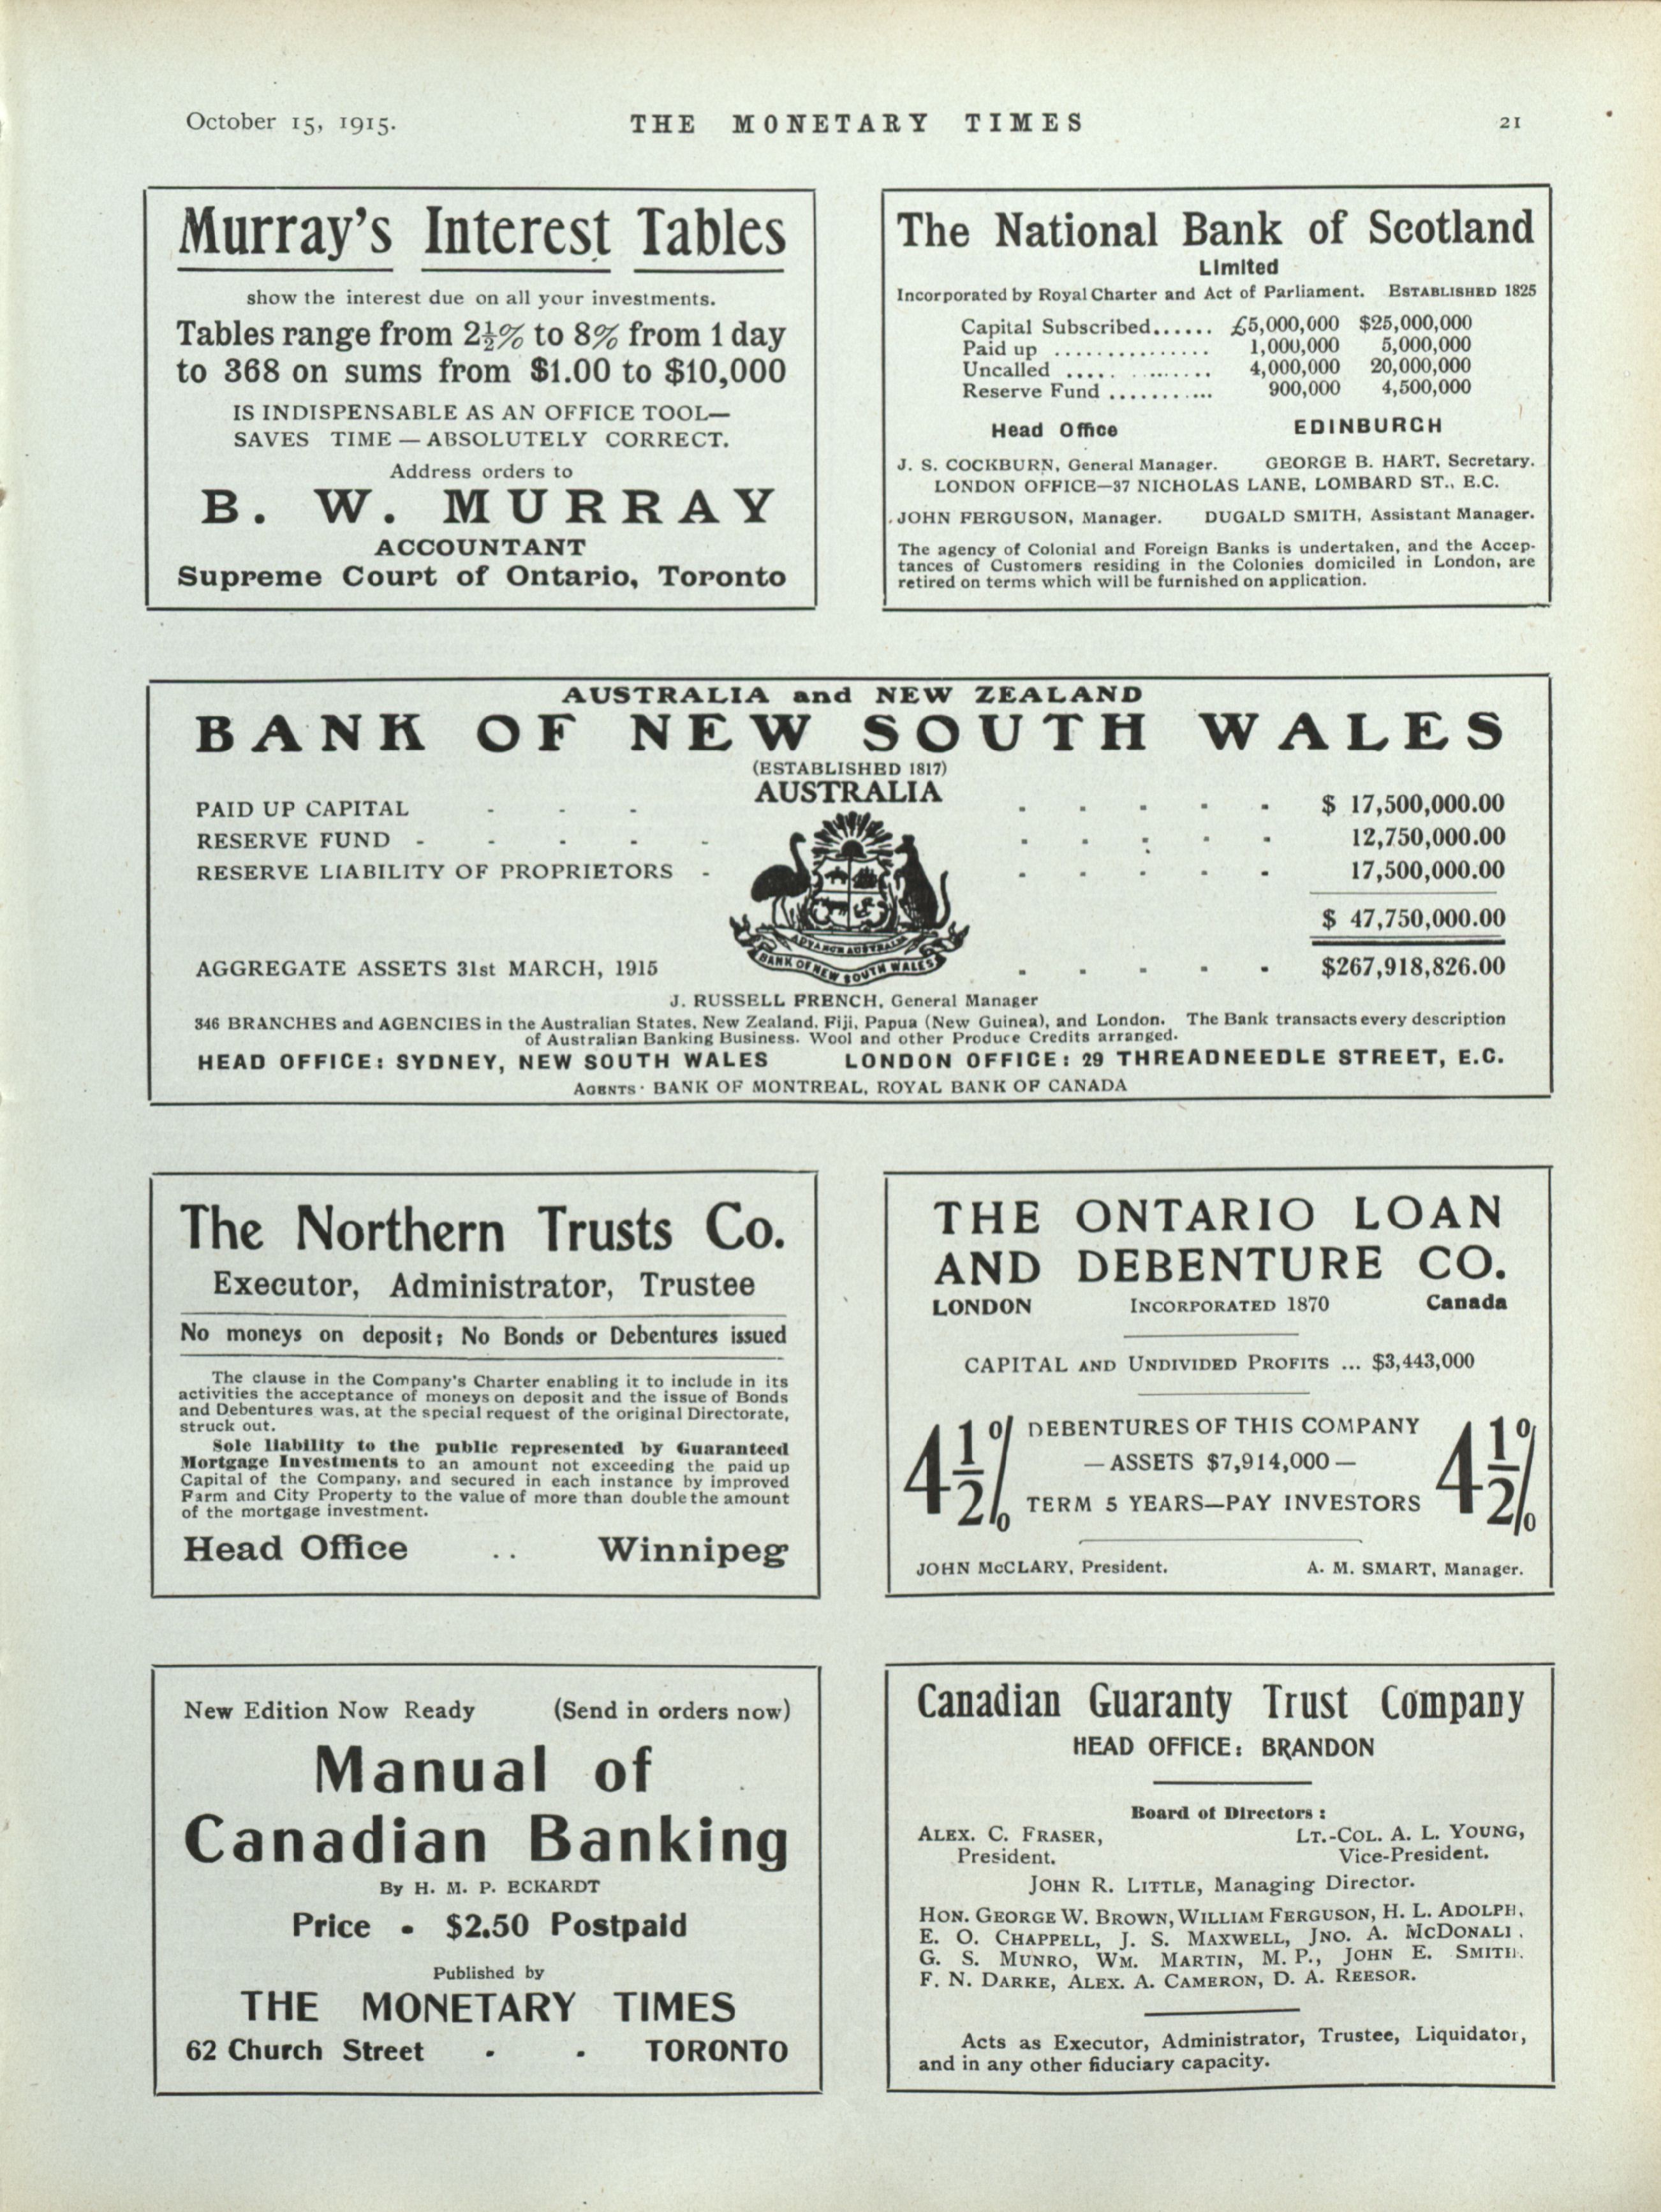 October 15, 1915. THE MONETARY TIMES 21
Murray's Interest Tables
show the interest due on all your investments.
Tables range from 2½% to 8% from 1 day
to 368 on sums from $1.00 to $10,000
IS INDISPENSABLE AS AN OFFICE TOOL—
SAVES TIME — ABSOLUTELY CORRECT.
Address orders to
B. W. MURRAY
ACCOUNTANT
Supreme Court of Ontario, Toronto
The National Bank of Scotland
Limited
Incorporated by Royal Charter and Act of Parliament. ESTABLISHED 1825
Capital Subscribed...... £5,000,000 $25,000,000
Paid up ............... 1,000,000 5,000,000
Uncalled ..... ......... 4,000,000 20,000,000
Reserve Fund ........... 900,000 4,500,000
Head Office EDINBURGH
J. S. COCKBURN, General Manager. GEORGE B. HART, Secretary.
LONDON OFFICE—37 NICHOLAS LANE, LOMBARD ST., E.C.
JOHN FERGUSON, Manager. DUGALD SMITH, Assistant Manager.
The agency of Colonial and Foreign Banks is undertaken, and the Accep-
tances of Customers residing in the Colonies domiciled in London, are
retired on terms which will be furnished on application.
AUSTRALIA and NEW ZEALAND
BANK OF NEW SOUTH WALES
(ESTABLISHED 1817)
AUSTRALIA
PAID UP CAPITAL - - - - - - - - $ 17,500,000.00
RESERVE FUND - - - - - - - - - - 12,750,000.00
RESERVE LIABILITY OF PROPRIETORS - - - - - - 17,500,000.00
$ 47,750,000.00
ADVANCE AUSTRALIA
BANK OF NEW SOUTH WALES
AGGREGATE ASSETS 31st MARCH, 1915 - - - - - $267,918,826.00
J. RUSSELL FRENCH, General Manager
346 BRANCHES and AGENCIES in the Australian States, New Zealand, Fiji, Papua (New Guinea), and London. The Bank transacts every description
of Australian Banking Business. Wool and other Produce Credits arranged.
HEAD OFFICE: SYDNEY, NEW SOUTH WALES LONDON OFFICE: 29 THREADNEEDLE STREET, E.C.
AGENTS: BANK OF MONTREAL, ROYAL BANK OF CANADA
The Northern Trusts Co.
Executor, Administrator, Trustee
No moneys on deposit; No Bonds or Debentures issued
The clause in the Company's Charter enabling it to include in its
activities the acceptance of moneys on deposit and the issue of Bonds
and Debentures was, at the special request of the original Directorate,
struck out.
Sole liability to the public represented by Guaranteed
Mortgage Investments to an amount not exceeding the paid up
Capital of the Company, and secured in each instance by improved
Farm and City Property to the value of more than double the amount
of the mortgage investment.
Head Office .. Winnipeg
THE ONTARIO LOAN
AND DEBENTURE CO.
LONDON INCORPORATED 1870 Canada
CAPITAL AND UNDIVIDED PROFITS ... $3,443,000
4½% DEBENTURES OF THIS COMPANY 4½%
— ASSETS $7,914,000 —
TERM 5 YEARS—PAY INVESTORS
JOHN McCLARY, President. A. M. SMART, Manager.
New Edition Now Ready (Send in orders now)
Manual of
Canadian Banking
By H. M. P. ECKARDT
Price - $2.50 Postpaid
Published by
THE MONETARY TIMES
62 Church Street - - TORONTO
Canadian Guaranty Trust Company
HEAD OFFICE: BRANDON
Board of Directors:
ALEX. C. FRASER, LT.-COL. A. L. YOUNG,
President. Vice-President.
JOHN R. LITTLE, Managing Director.
HON. GEORGE W. BROWN, WILLIAM FERGUSON, H. L. ADOLPH,
E. O. CHAPPELL, J. S. MAXWELL, JNO. A. McDONALD,
G. S. MUNRO, WM. MARTIN, M. P., JOHN E. SMITH,
F. N. DARKE, ALEX. A. CAMERON, D. A. REESOR.
Acts as Executor, Administrator, Trustee, Liquidator,
and in any other fiduciary capacity.